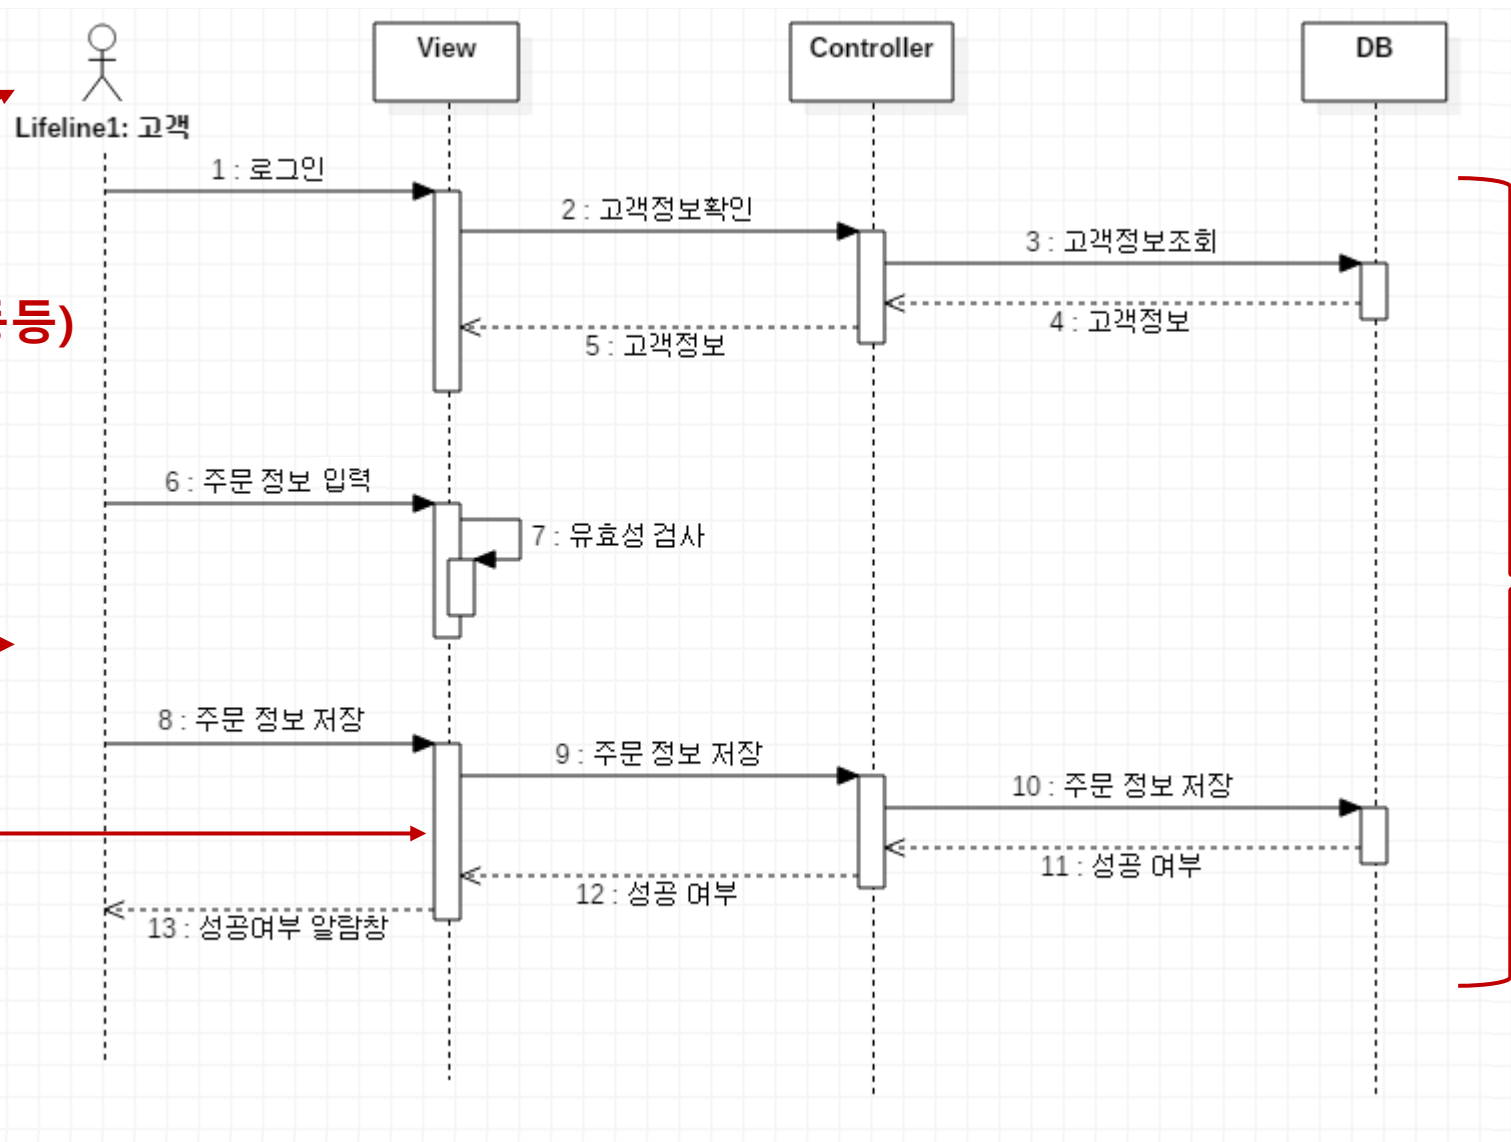 View
Controller
DB
Lifeline1: 고객
1 : 로그인
2 : 고객정보확인
3 : 고객정보조회
4 : 고객정보
5 : 고객정보
등)
6 : 주문 정보 입력
7 : 유효성 검사
8 : 주문 정보 저장
9 : 주문 정보 저장
10 : 주문 정보 저장
11 : 성공 여부
12 : 성공 여부
13 : 성공여부 알람창